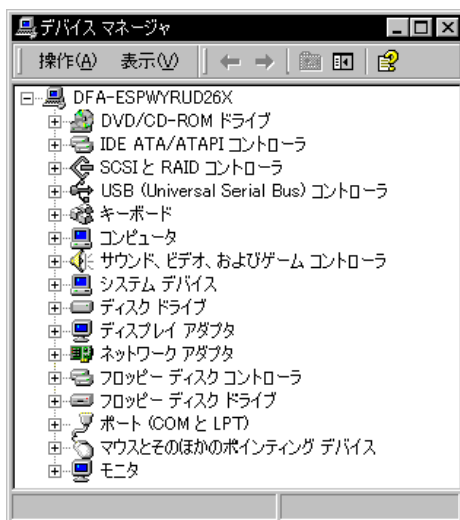 デバイス マネージャ
操作(A) 表示(V)
DFA-ESPWYRUD26X
DVD/CD-ROM ドライブ
IDE ATA/ATAPI コントローラ
SCSI と RAID コントローラ
USB (Universal Serial Bus) コントローラ
キーボード
コンピュータ
サウンド、ビデオ、およびゲーム コントローラ
システム デバイス
ディスク ドライブ
ディスプレイ アダプタ
ネットワーク アダプタ
フロッピー ディスク コントローラ
フロッピー ディスク ドライブ
ポート (COM と LPT)
マウスとそのほかのポインティング デバイス
モニタ